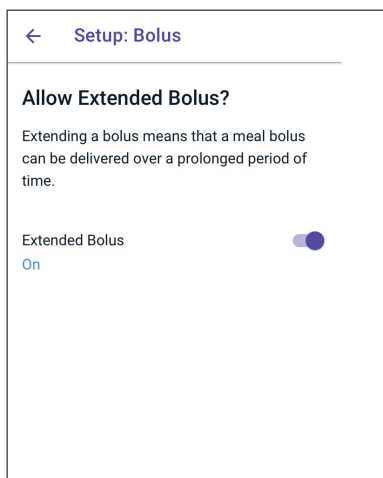 Setup: Bolus
Allow Extended Bolus?
Extending a bolus means that a meal bolus
can be delivered over a prolonged period of
time.
Extended Bolus
On